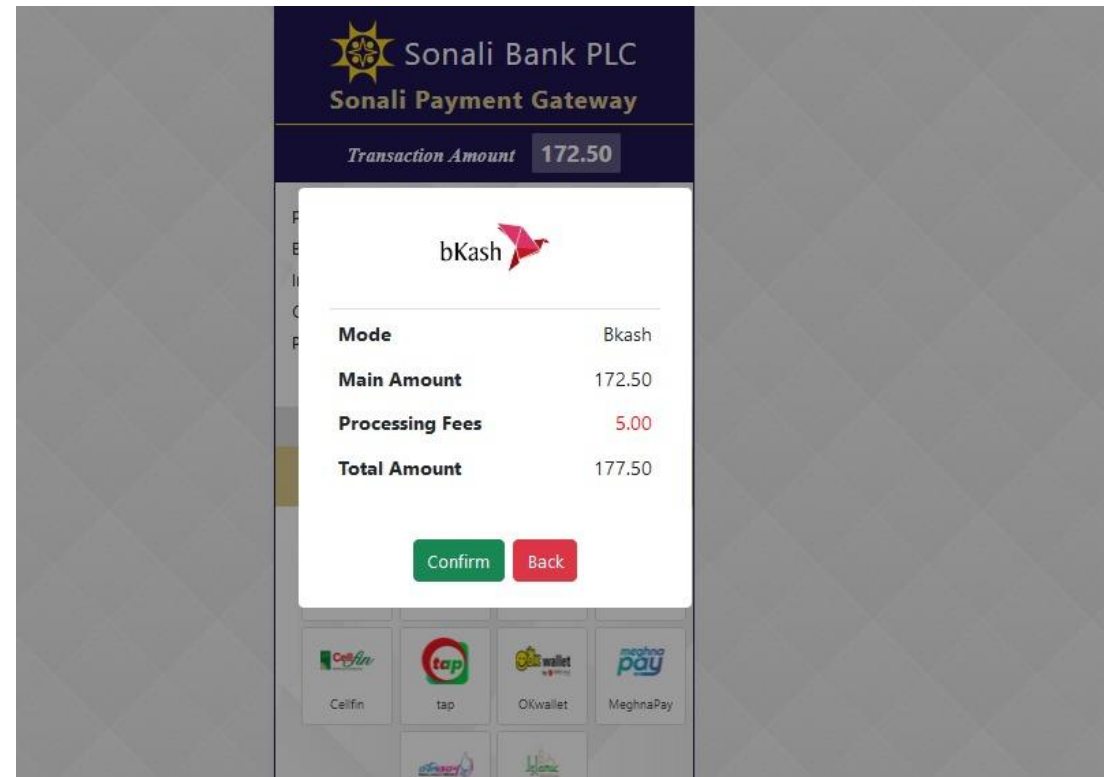 Sonali Bank PLC
Sonali Payment Gateway
Transaction Amount 172.50
bKash
Mode Bkash
Main Amount 172.50
Processing Fees 5.00
Total Amount 177.50
Confirm Back
Cellfin tap OKwallet meghna pay
Cellfin tap OKwallet MeghnaPay
Islamic